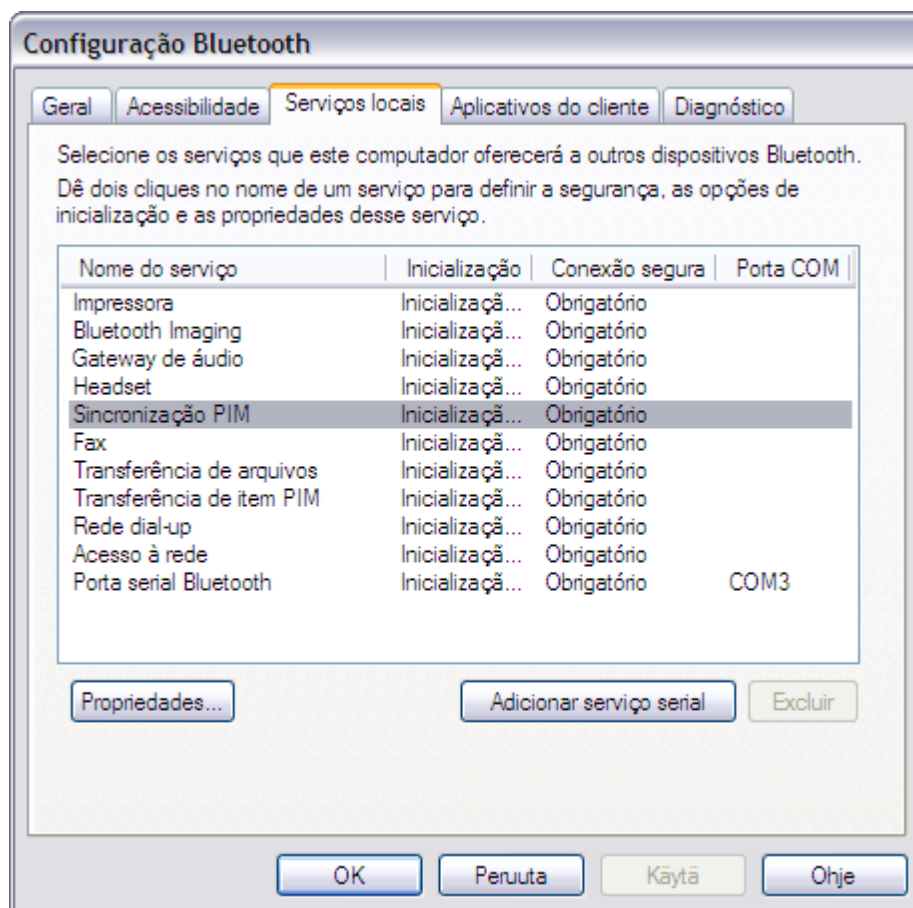 Configuração Bluetooth
Geral Acessibilidade Serviços locais Aplicativos do cliente Diagnóstico
Selecione os serviços que este computador oferecerá a outros dispositivos Bluetooth.
Dê dois cliques no nome de um serviço para definir a segurança, as opções de
inicialização e as propriedades desse serviço.
Nome do serviço Inicialização Conexão segura Porta COM
Impressora Inicializaçã... Obrigatório
Bluetooth Imaging Inicializaçã... Obrigatório
Gateway de áudio Inicializaçã... Obrigatório
Headset Inicializaçã... Obrigatório
Sincronização PIM Inicializaçã... Obrigatório
Fax Inicializaçã... Obrigatório
Transferência de arquivos Inicializaçã... Obrigatório
Transferência de item PIM Inicializaçã... Obrigatório
Rede dial-up Inicializaçã... Obrigatório
Acesso à rede Inicializaçã... Obrigatório
Porta serial Bluetooth Inicializaçã... Obrigatório COM3
Propriedades... Adicionar serviço serial Excluir
OK Peruuta Käytä Ohje